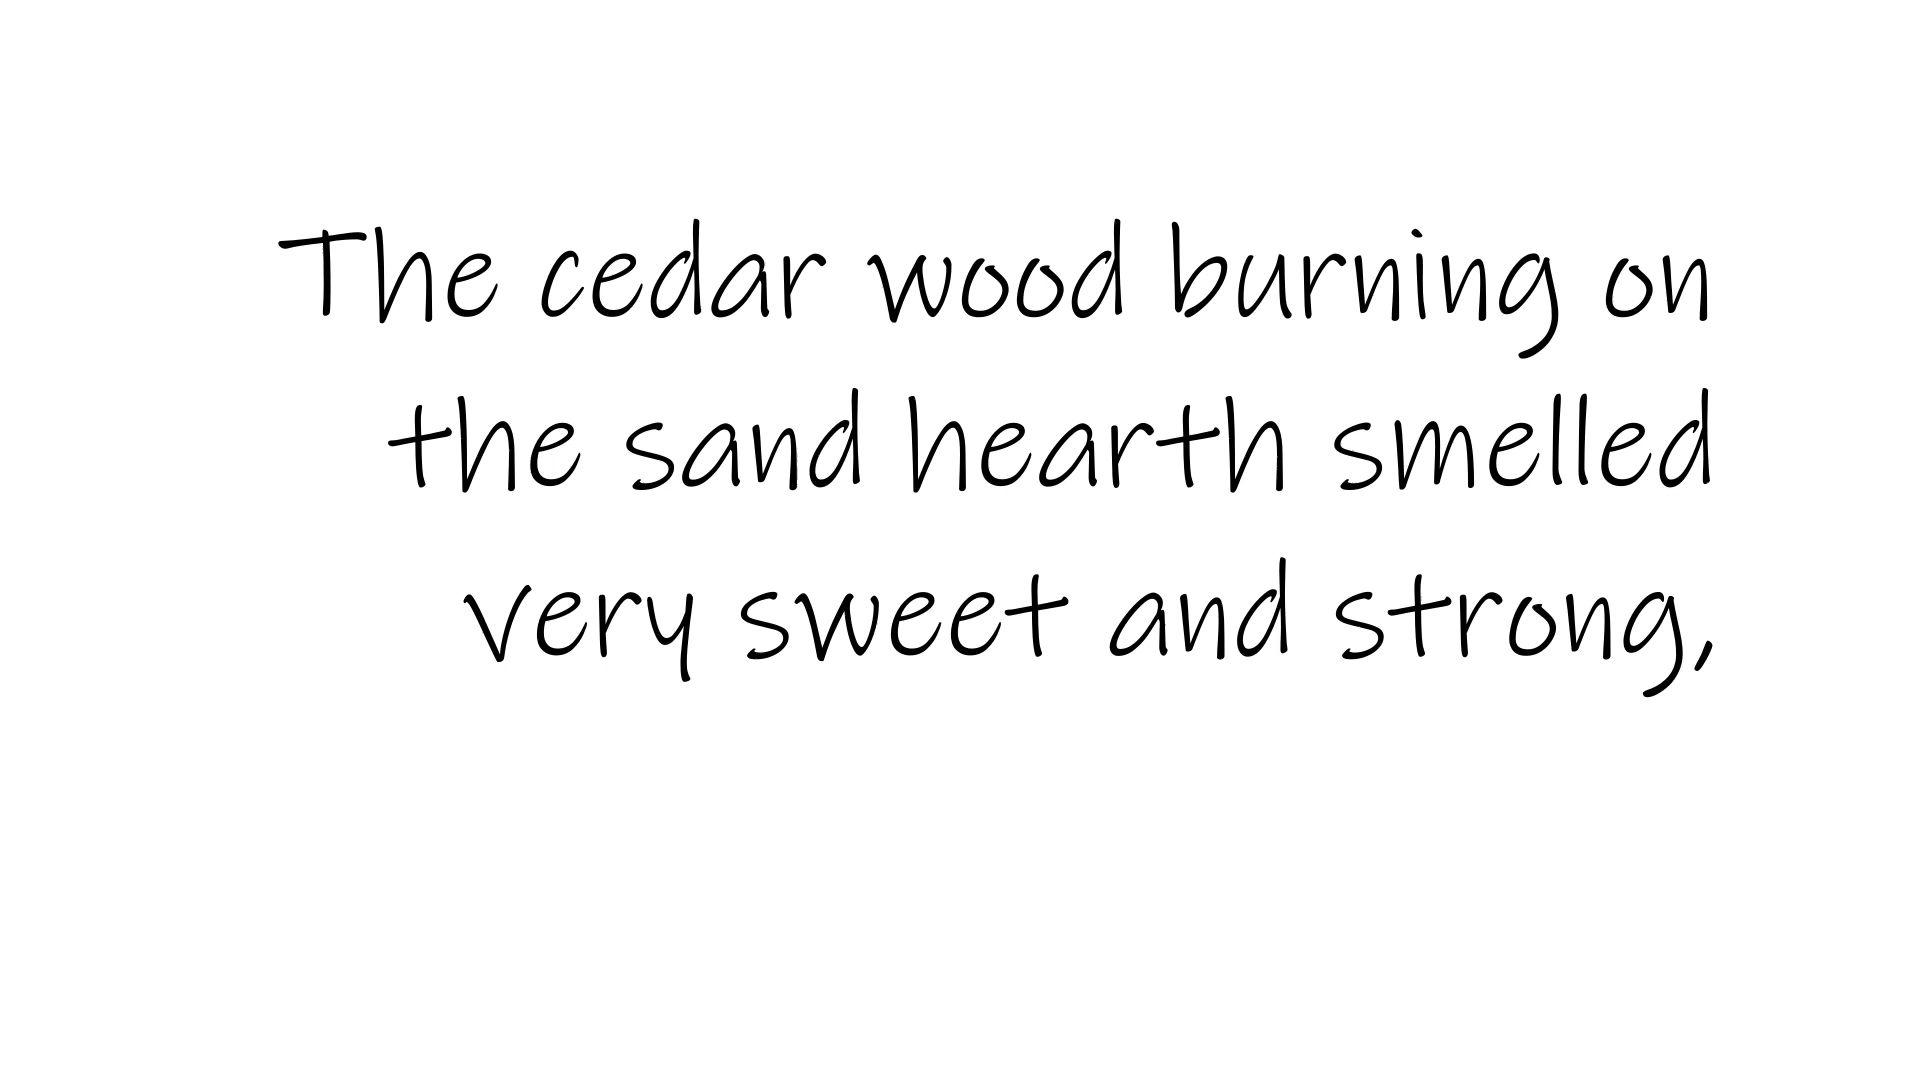 The cedar wood burning on
the sand hearth smelled
very sweet and strong,